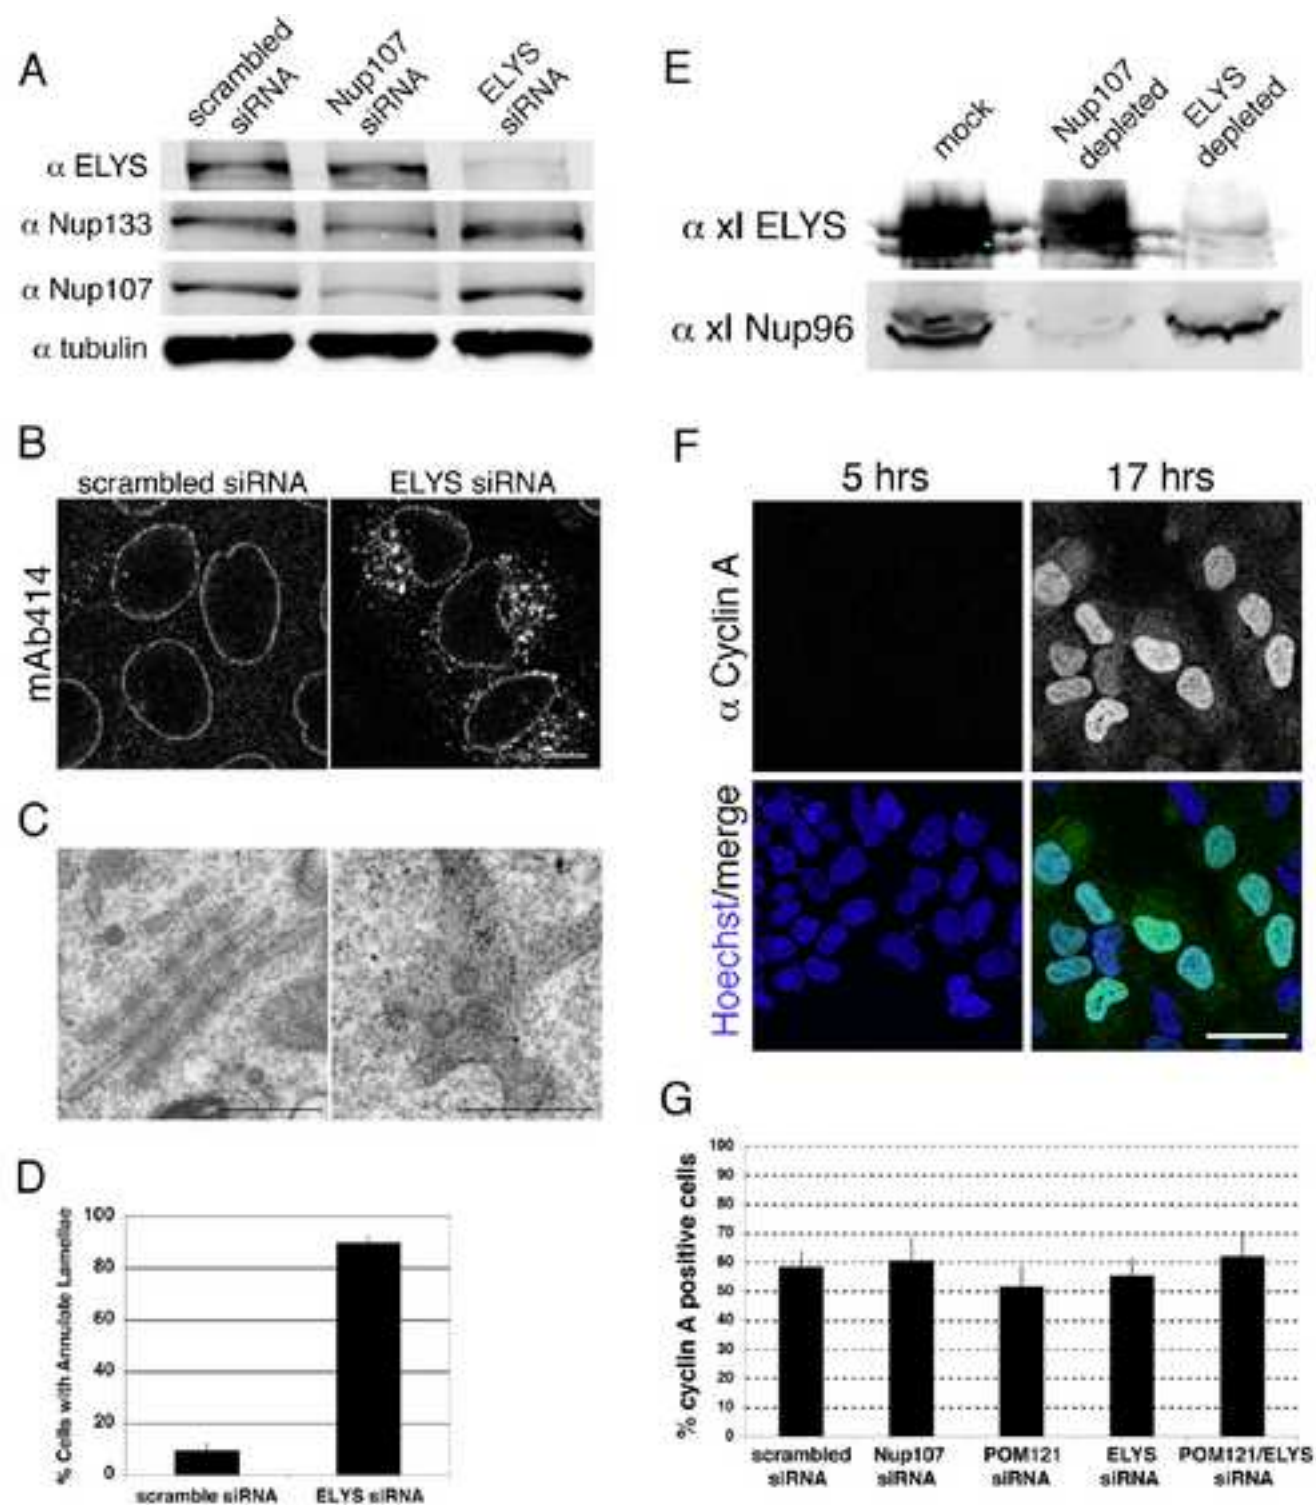 A
scrambled siRNA
Nup107 siRNA
ELYS siRNA
α ELYS
α Nup133
α Nup107
α tubulin
B
scrambled siRNA
ELYS siRNA
mAb414
C
D
% Cells with Annulate Lamellae
100
80
60
40
20
0
scramble siRNA
ELYS siRNA
E
mock
Nup107 depleted
ELYS depleted
α xl ELYS
α xl Nup96
F
5 hrs
17 hrs
α Cyclin A
Hoechst/merge
G
% cyclin A positive cells
100
90
80
70
60
50
40
30
20
10
0
scrambled siRNA
Nup107 siRNA
POM121 siRNA
ELYS siRNA
POM121/ELYS siRNA